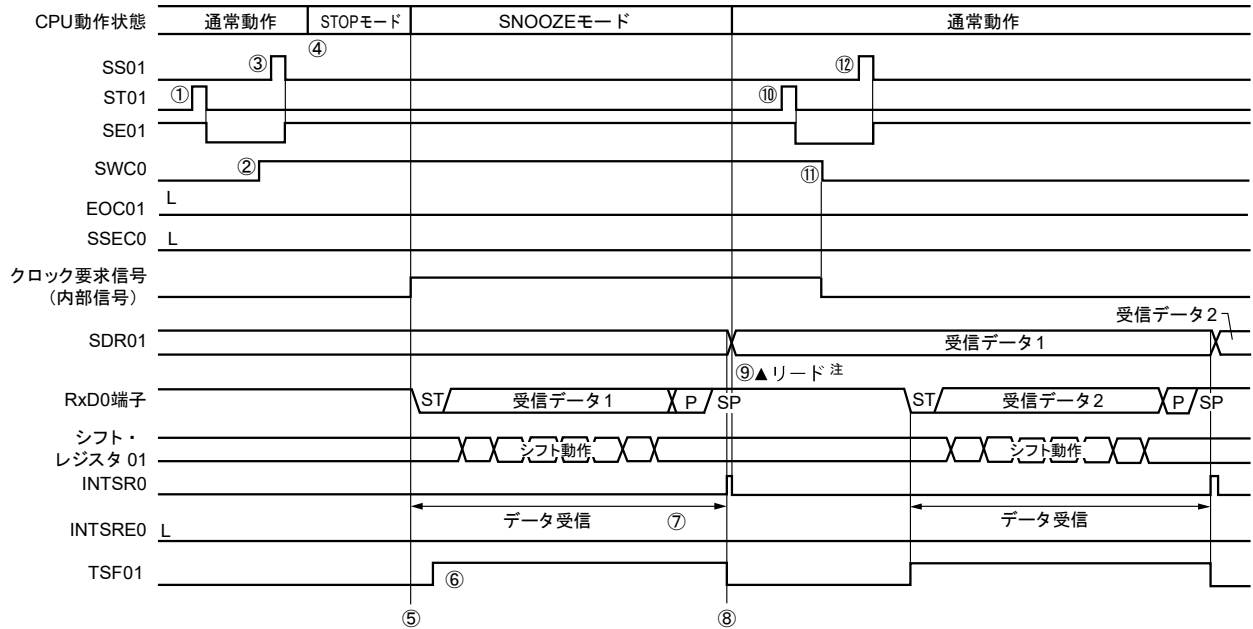 CPU動作状態 通常動作 STOPモード SNOOZEモード 通常動作
④
SS01 ③ ⑫
ST01 ① ⑩
SE01
SWC0 ② ⑪
EOC01 L
SSEC0 L
クロック要求信号
（内部信号）
受信データ2
SDR01 受信データ1
⑨▲リード 注
RxD0端子 ST 受信データ1 P SP ST 受信データ2 P SP
シフト・
レジスタ 01 シフト動作 シフト動作
INTSR0
データ受信 ⑦ データ受信
INTSRE0 L
TSF01 ⑥
⑤ ⑧